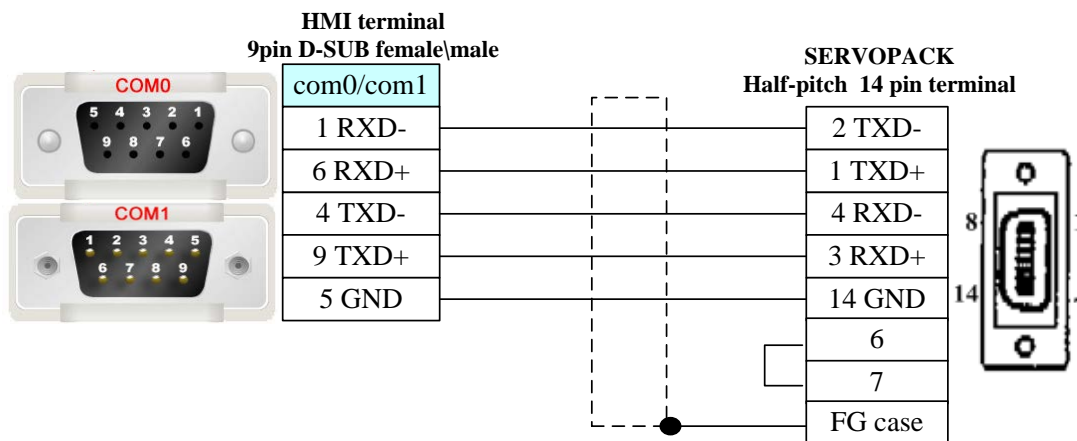 HMI terminal
9pin D-SUB female\male
SERVOPACK
Half-pitch 14 pin terminal
COM0
5 4 3 2 1
9 8 7 6
COM1
1 2 3 4 5
6 7 8 9
com0/com1
1 RXD-
6 RXD+
4 TXD-
9 TXD+
5 GND
2 TXD-
1 TXD+
4 RXD-
3 RXD+
14 GND
6
7
FG case
8
14